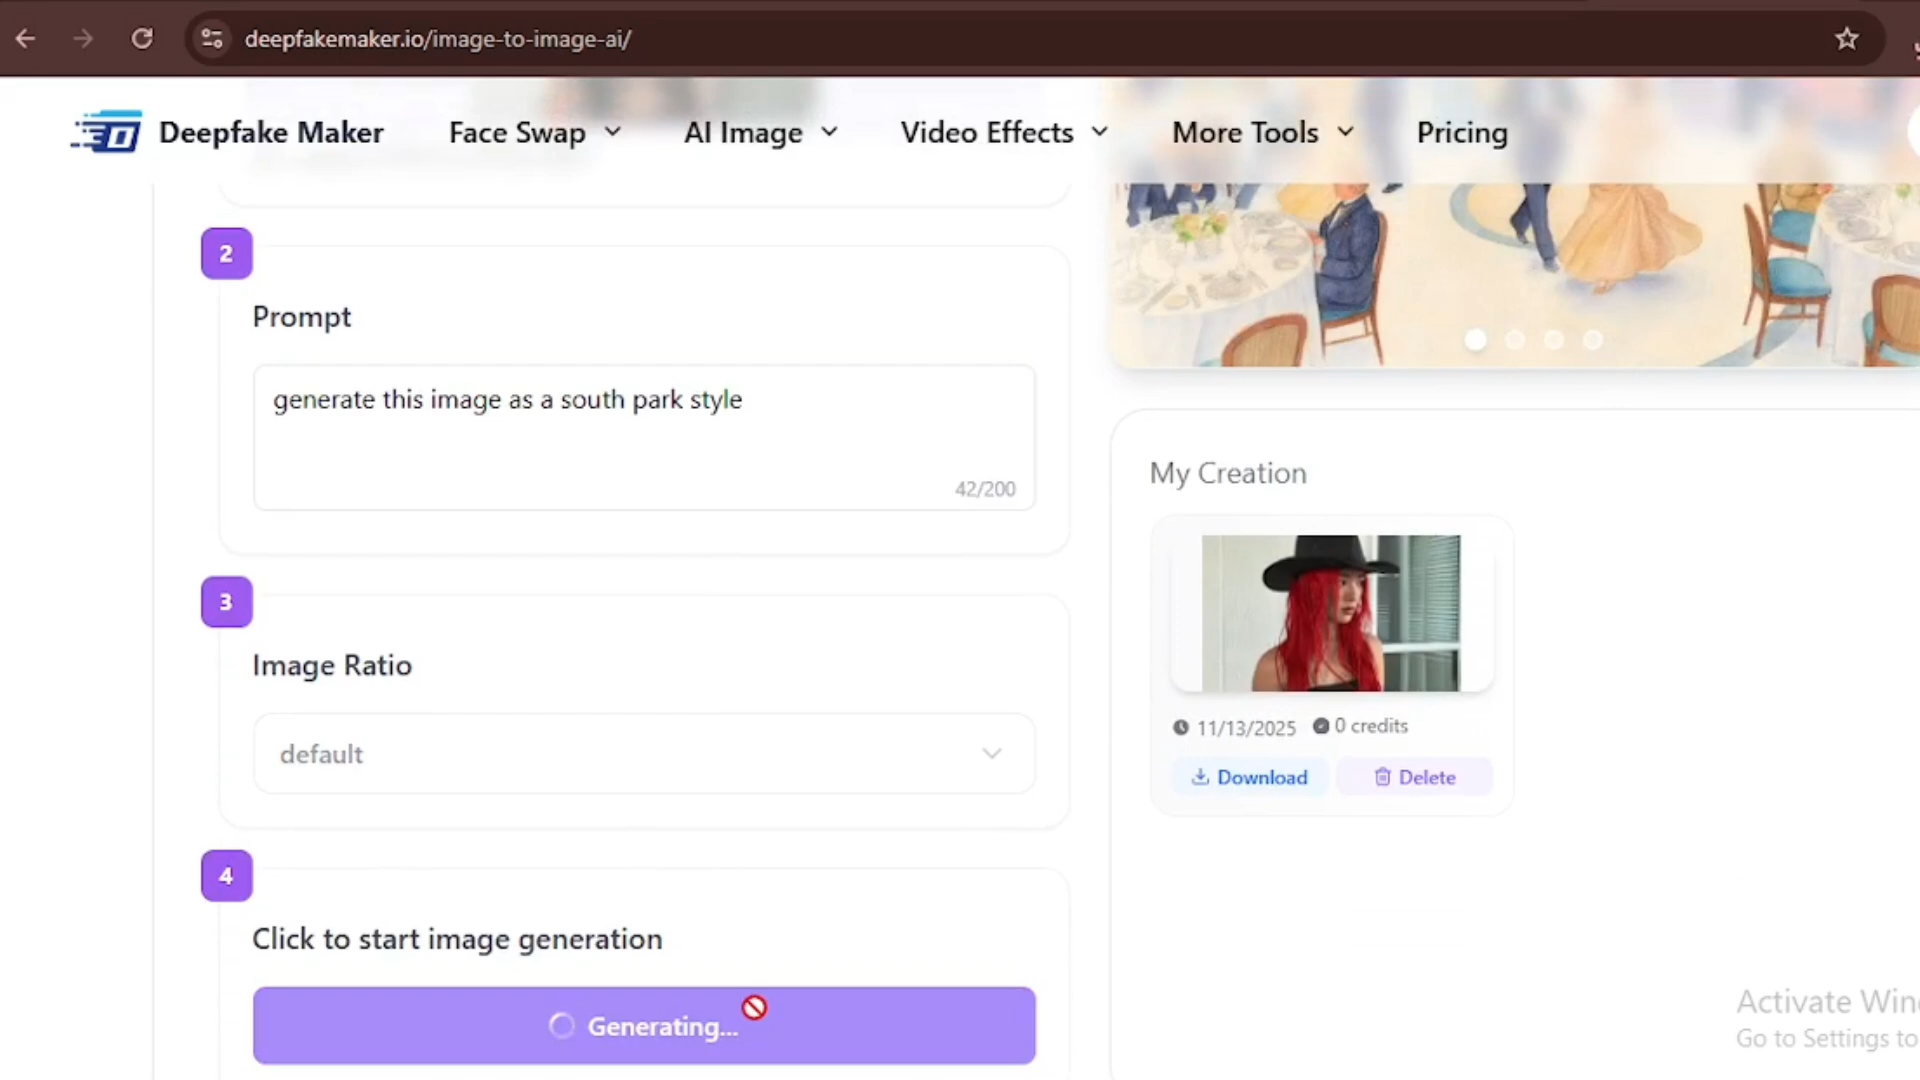 deepfakemaker.io/image-to-image-ai/
Deepfake Maker
Face Swap
AI Image
Video Effects
More Tools
Pricing
2
Prompt
generate this image as a south park style
42/200
3
Image Ratio
default
4
Click to start image generation
Generating...
My Creation
11/13/2025
0 credits
Download
Delete
Activate Win
Go to Settings to